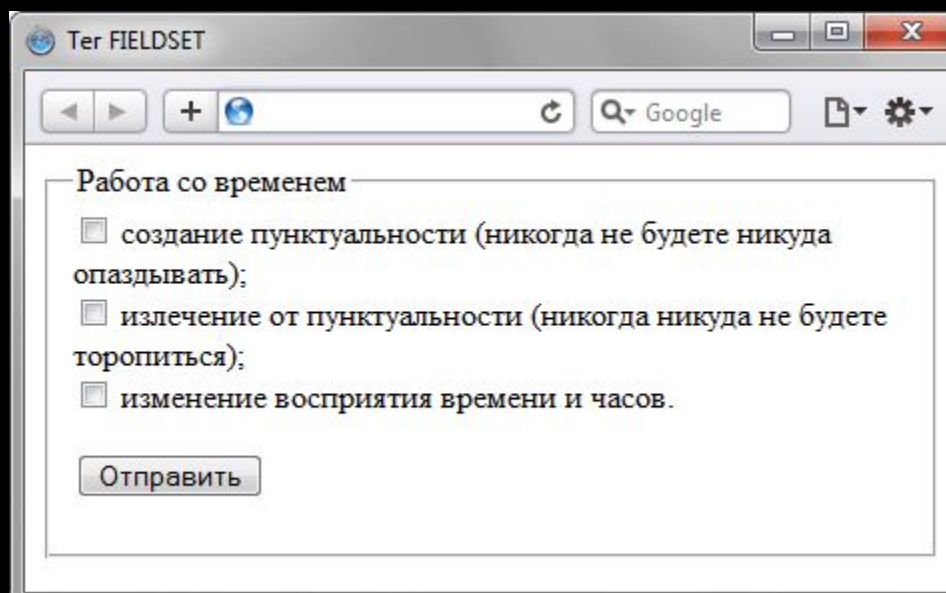 Тег FIELDSET
Google
Работа со временем
создание пунктуальности (никогда не будете никуда
опаздывать);
излечение от пунктуальности (никогда никуда не будете
торопиться);
изменение восприятия времени и часов.
Отправить